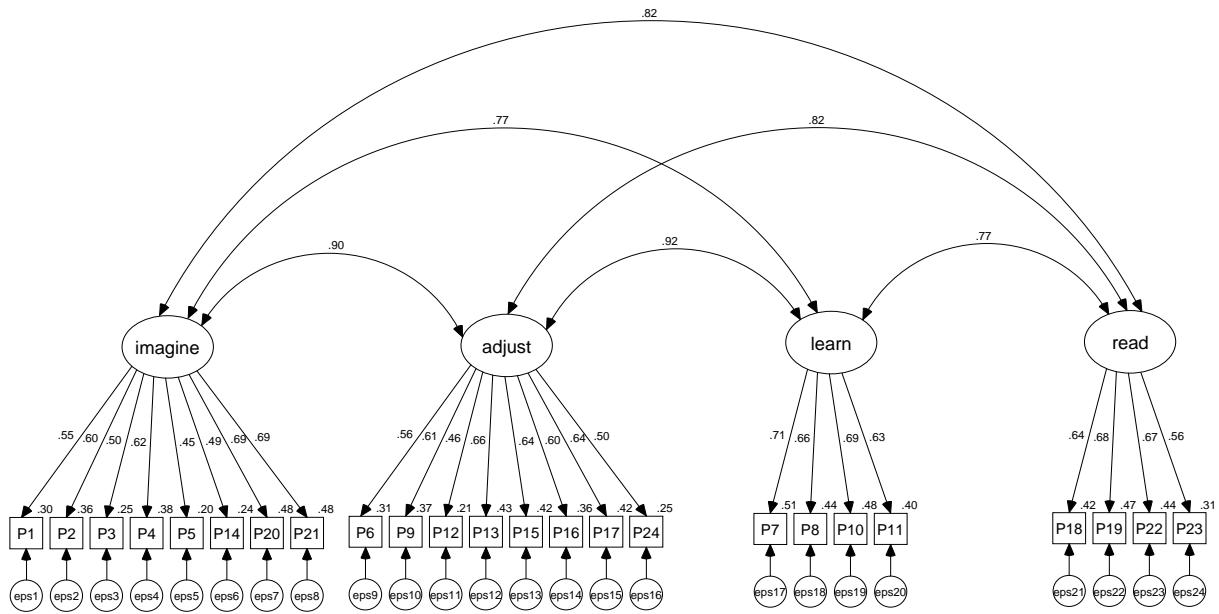 .82
.77
.82
.90
.92
.77
imagine
adjust
learn
read
.55 .60 .50 .62 .45 .49 .69 .69
.56 .61 .46 .66 .64 .60 .64 .50
.71 .66 .69 .63
.64 .68 .67 .56
.30 .36 .25 .38 .20 .24 .48 .48
.31 .37 .21 .43 .42 .36 .42 .25
.51 .44 .48 .40
.42 .47 .44 .31
P1 P2 P3 P4 P5 P14 P20 P21
P6 P9 P12 P13 P15 P16 P17 P24
P7 P8 P10 P11
P18 P19 P22 P23
eps1 eps2 eps3 eps4 eps5 eps6 eps7 eps8
eps9 eps10 eps11 eps12 eps13 eps14 eps15 eps16
eps17 eps18 eps19 eps20
eps21 eps22 eps23 eps24